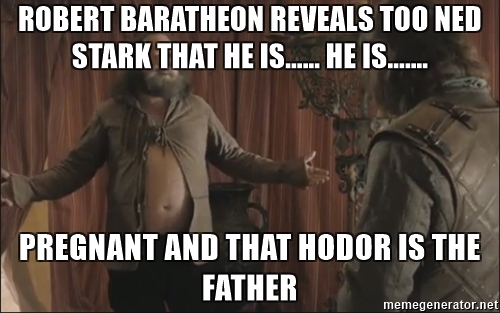 ROBERT BARATHEON REVEALS TOO NED
STARK THAT HE IS...... HE IS.......
PREGNANT AND THAT HODOR IS THE
FATHER
memegenerator.net